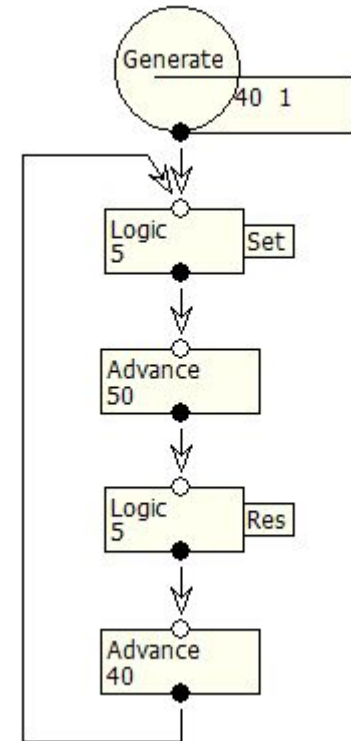 Generate
40 1
Logic
5
Set
Advance
50
Logic
5
Res
Advance
40